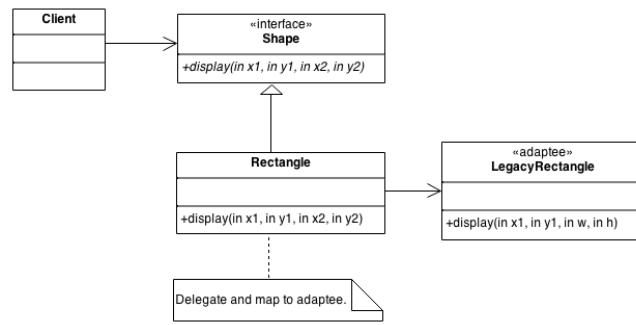 Client
«interface»
Shape
+display(in x1, in y1, in x2, in y2)
Rectangle
+display(in x1, in y1, in x2, in y2)
«adaptee»
LegacyRectangle
+display(in x1, in y1, in w, in h)
Delegate and map to adaptee.